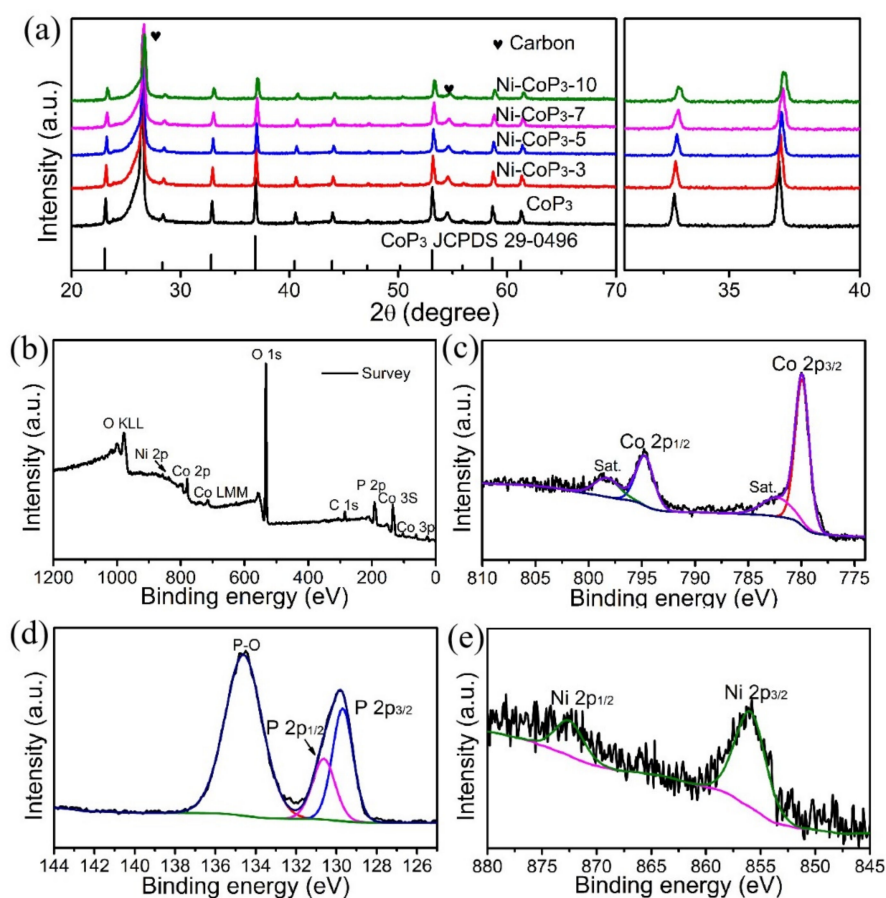 (a)
♥ Carbon
Ni-CoP₃-10
Ni-CoP₃-7
Ni-CoP₃-5
Ni-CoP₃-3
CoP₃
CoP₃ JCPDS 29-0496
Intensity (a.u.)
20 30 40 50 60 70
2θ (degree)
Intensity (a.u.)
35 40
(b)
O 1s
Survey
O KLL
Ni 2p
Co 2p
Co LMM
C 1s
P 2p
Co 3S
Co 3p
Intensity (a.u.)
1200 1000 800 600 400 200 0
Binding energy (eV)
(c)
Co 2p3/2
Co 2p1/2
Sat.
Sat.
Intensity (a.u.)
810 805 800 795 790 785 780 775
Binding energy (eV)
(d)
P-O
P 2p1/2
P 2p3/2
Intensity (a.u.)
144 142 140 138 136 134 132 130 128 126
Binding energy (eV)
(e)
Ni 2p1/2
Ni 2p3/2
Intensity (a.u.)
880 875 870 865 860 855 850 845
Binding energy (eV)